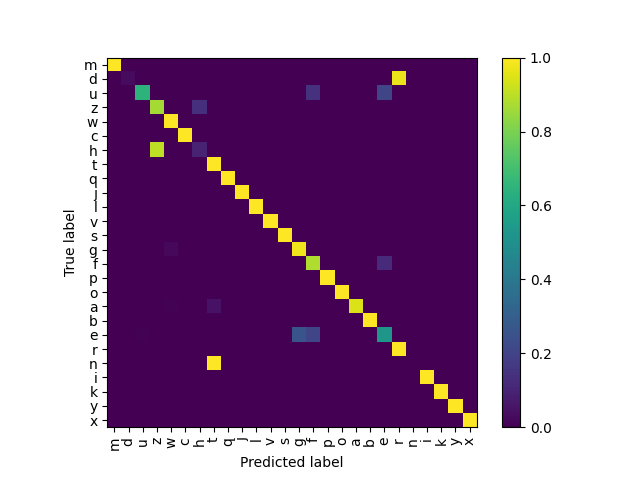 True label
m
d
u
z
w
c
h
t
q
j
l
v
s
g
f
p
o
a
b
e
r
n
i
k
y
x
m d u z w c h t q j l v s g f p o a b e r n i k y x
Predicted label
1.0
0.8
0.6
0.4
0.2
0.0